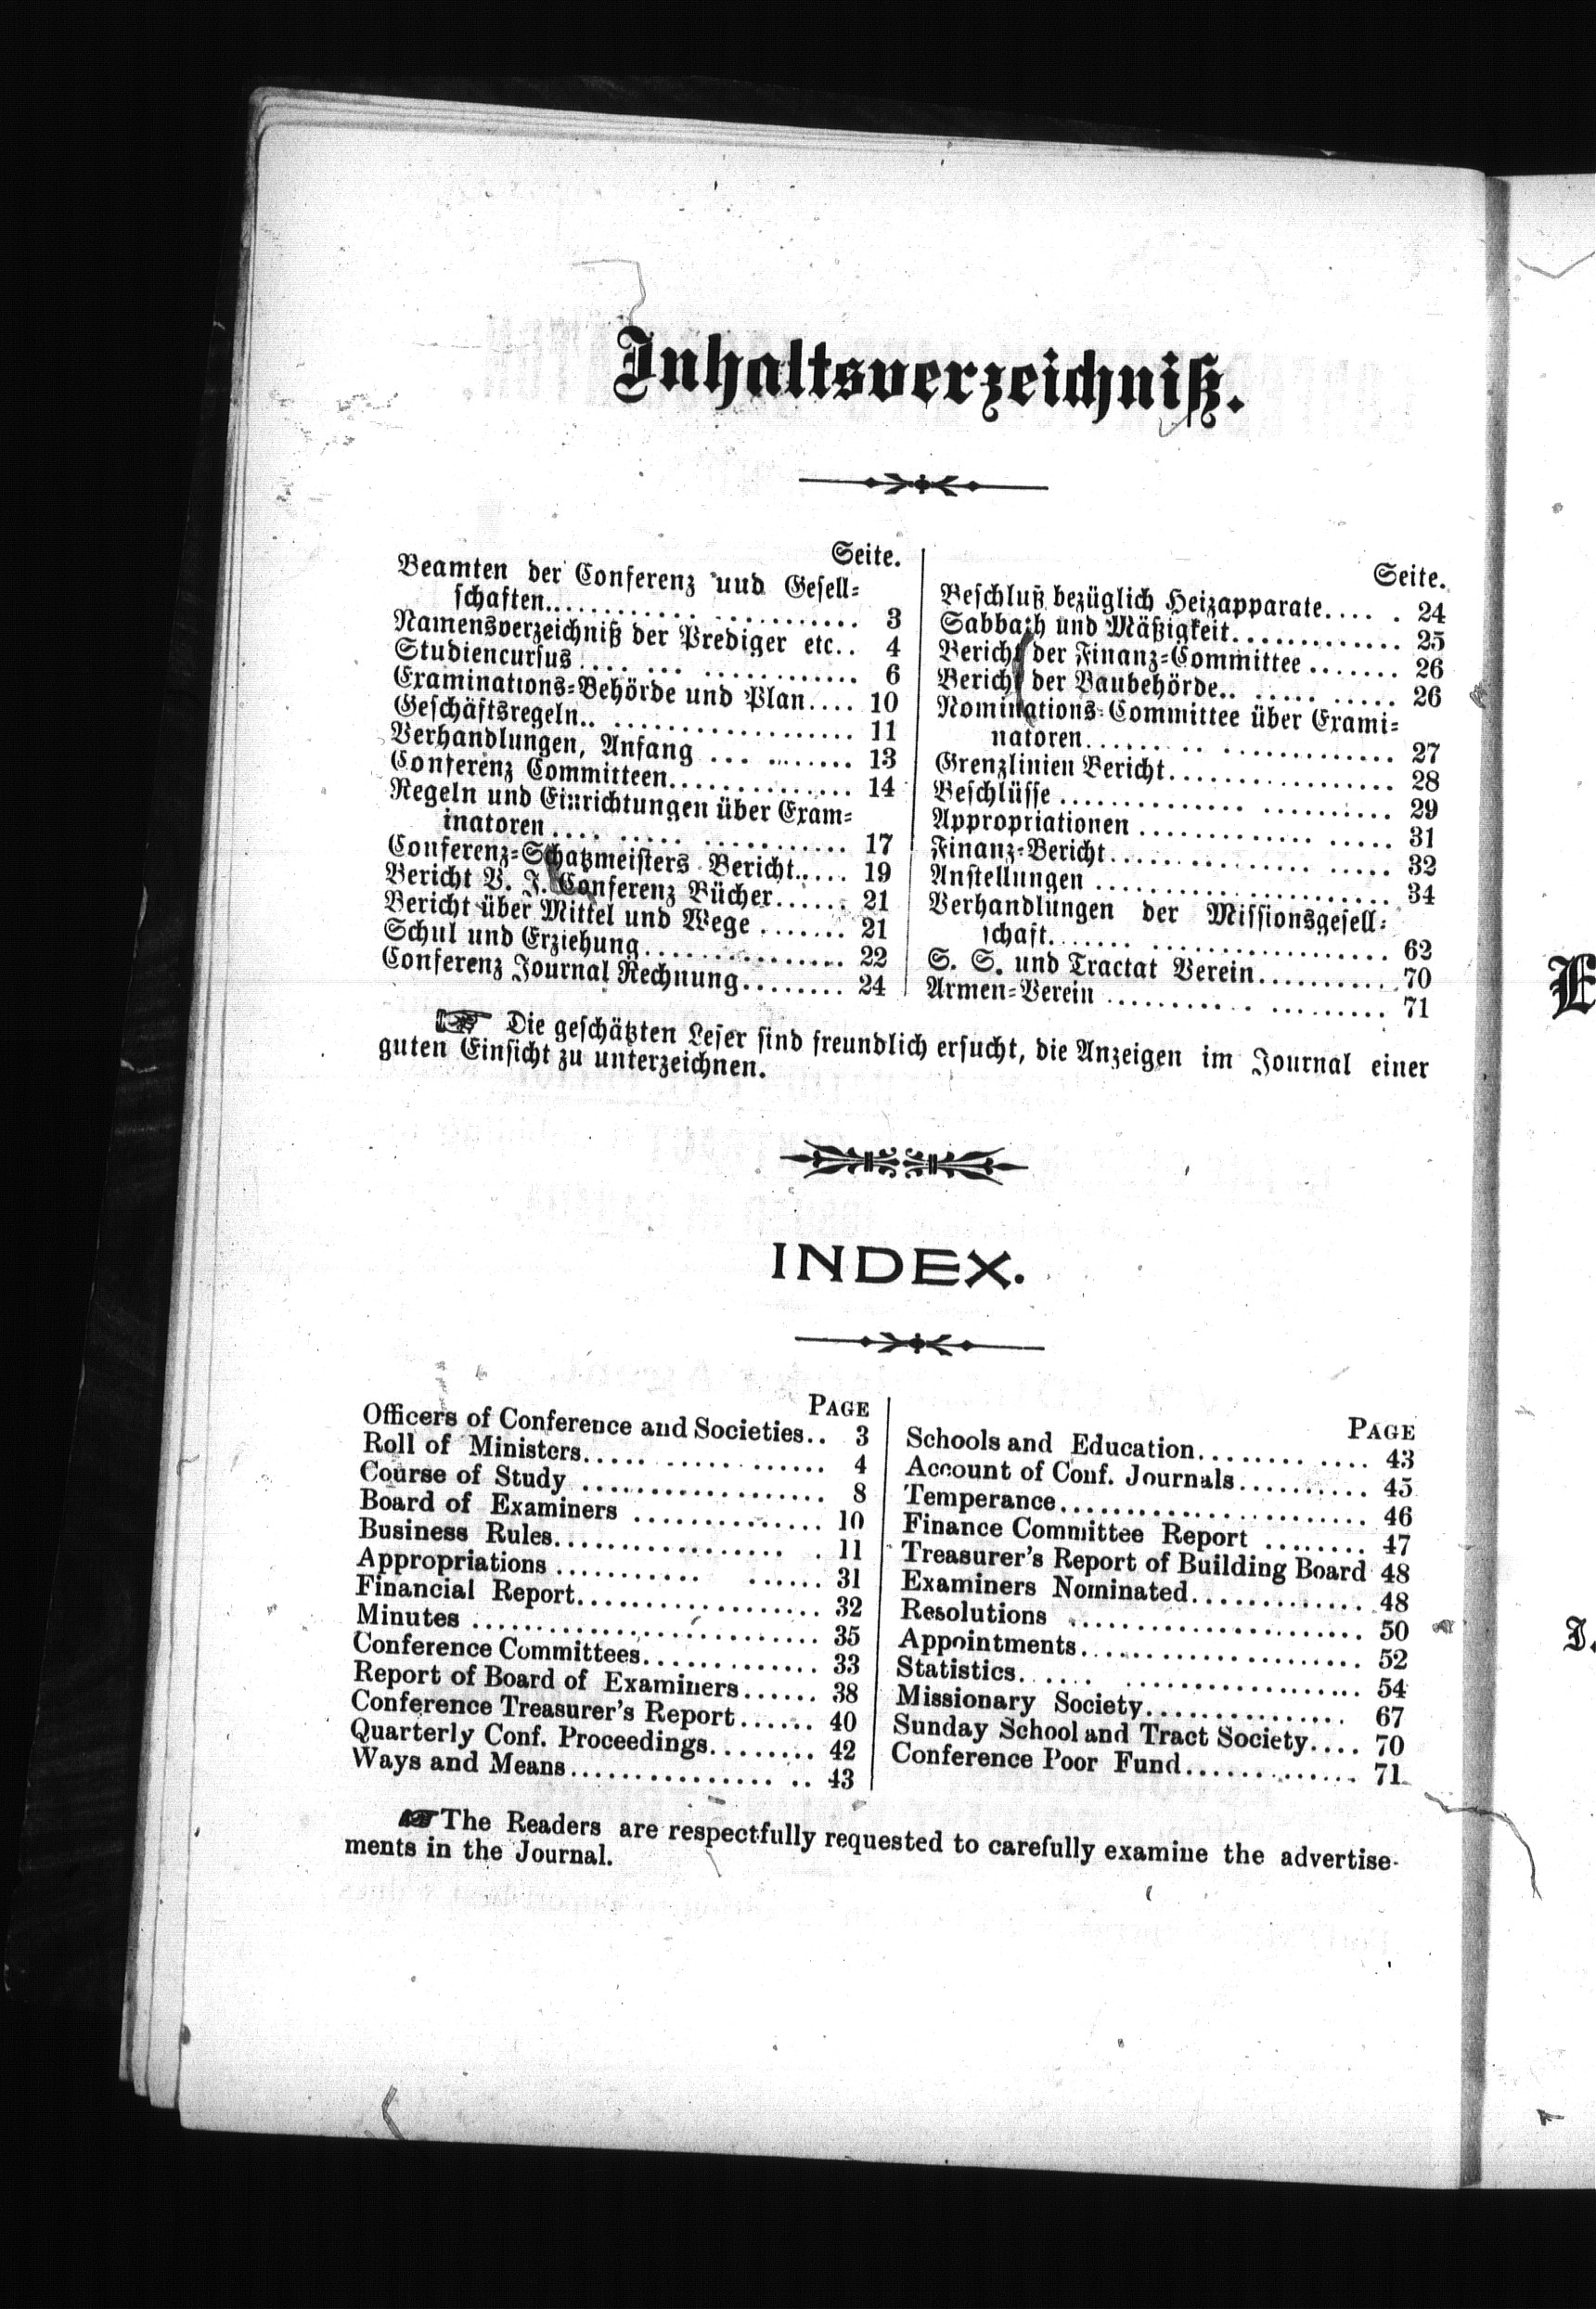 Inhaltsverzeichniß.
Seite.
Beamten der Conferenz uud Gesell-
schaften.............................. 3
Namensverzeichniß der Prediger etc.. 4
Studiencursus........................ 6
Examinations-Behörde und Plan.... 10
Geschäftsregeln...................... 11
Verhandlungen, Anfang ............. 13
Conferenz Committeen............... 14
Regeln und Einrichtungen über Exam-
inatoren............................. 17
Conferenz-Schatzmeisters Bericht..... 19
Bericht V. J. Conferenz Bücher...... 21
Bericht über Mittel und Wege....... 21
Schul und Erziehung................ 22
Conferenz Journal Rechnung........ 24
Seite.
Beschluß bezüglich Heizapparate..... 24
Sabbath und Mäßigkeit............. 25
Bericht der Finanz-Committee....... 26
Bericht der Baubehörde............. 26
Nominations-Committee über Exami-
natoren............................. 27
Grenzlinien Bericht................. 28
Beschlüsse........................... 29
Appropriationen..................... 31
Finanz-Bericht...................... 32
Anstellungen........................ 34
Verhandlungen der Missionsgesell-
schaft.............................. 62
S. S. und Tractat Verein........... 70
Armen-Verein....................... 71
☞ Die geschätzten Leser sind freundlich ersucht, die Anzeigen im Journal einer
guten Einsicht zu unterzeichnen.
INDEX.
PAGE
Officers of Conference and Societies.. 3
Roll of Ministers................. 4
Course of Study................... 8
Board of Examiners ............... 10
Business Rules................... 11
Appropriations.................... 31
Financial Report.................. 32
Minutes........................... 35
Conference Committees............. 33
Report of Board of Examiners...... 38
Conference Treasurer's Report...... 40
Quarterly Conf. Proceedings........ 42
Ways and Means.................. 43
PAGE
Schools and Education............ 43
Account of Conf. Journals.......... 45
Temperance....................... 46
Finance Committee Report ........ 47
Treasurer's Report of Building Board 48
Examiners Nominated.............. 48
Resolutions....................... 50
Appointments..................... 52
Statistics......................... 54
Missionary Society............... 67
Sunday School and Tract Society.... 70
Conference Poor Fund............. 71
☞ The Readers are respectfully requested to carefully examine the advertise-
ments in the Journal.